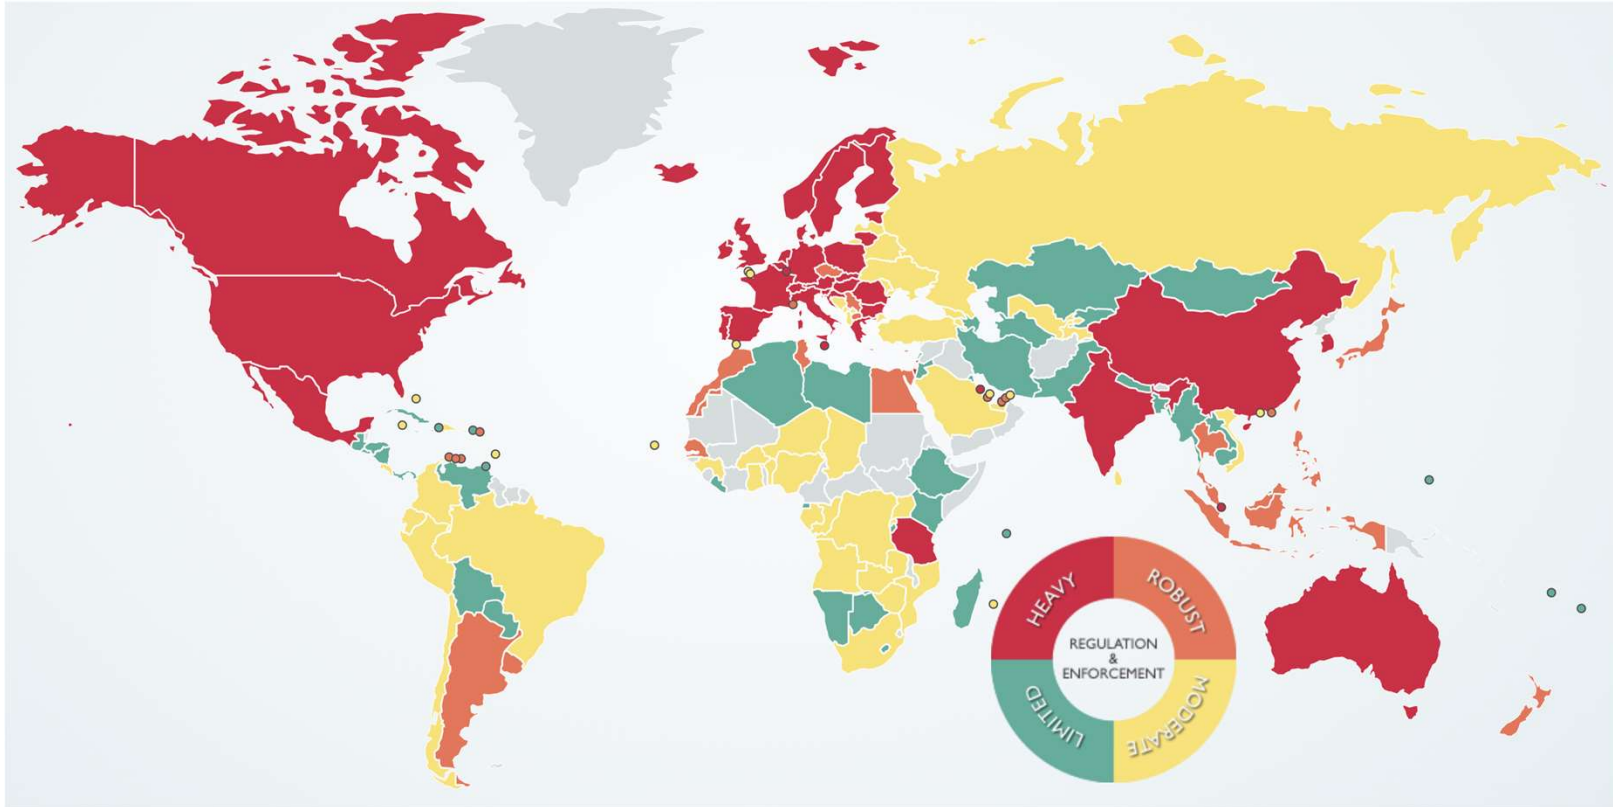 HEAVY
ROBUST
REGULATION
&
ENFORCEMENT
LIMITED
MODERATE